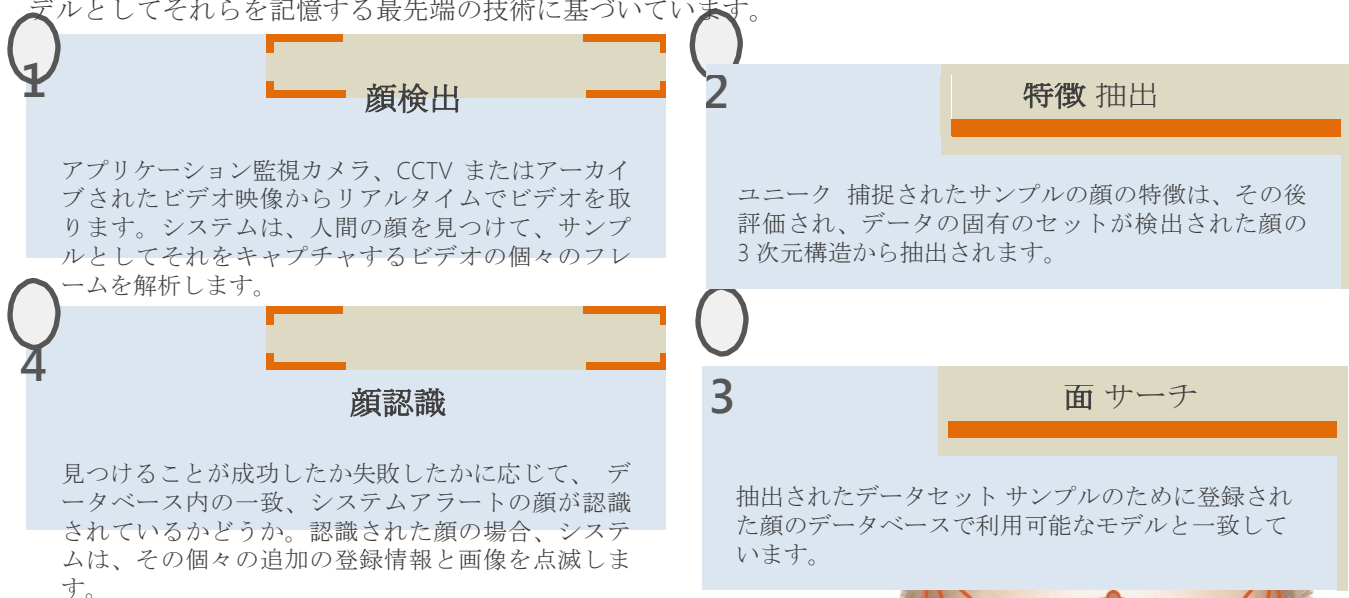 デルとしてそれらを記憶する最先端の技術に基づいています。
1
顔検出
アプリケーション監視カメラ、CCTV またはアーカイ
ブされたビデオ映像からリアルタイムでビデオを取
ります。システムは、人間の顔を見つけて、サンプ
ルとしてそれをキャプチャするビデオの個々のフレ
ームを解析します。
2
特徴 抽出
ユニーク 捕捉されたサンプルの顔の特徴は、その後
評価され、データの固有のセットが検出された顔の
3 次元構造から抽出されます。
3
面 サーチ
抽出されたデータセット サンプルのために登録され
た顔のデータベースで利用可能なモデルと一致して
います。
4
顔認識
見つけることが成功したか失敗したかに応じて、 デ
ータベース内の一致、システムアラートの顔が認識
されているかどうか。認識された顔の場合、システ
ムは、その個々の追加の登録情報と画像を点滅しま
す。